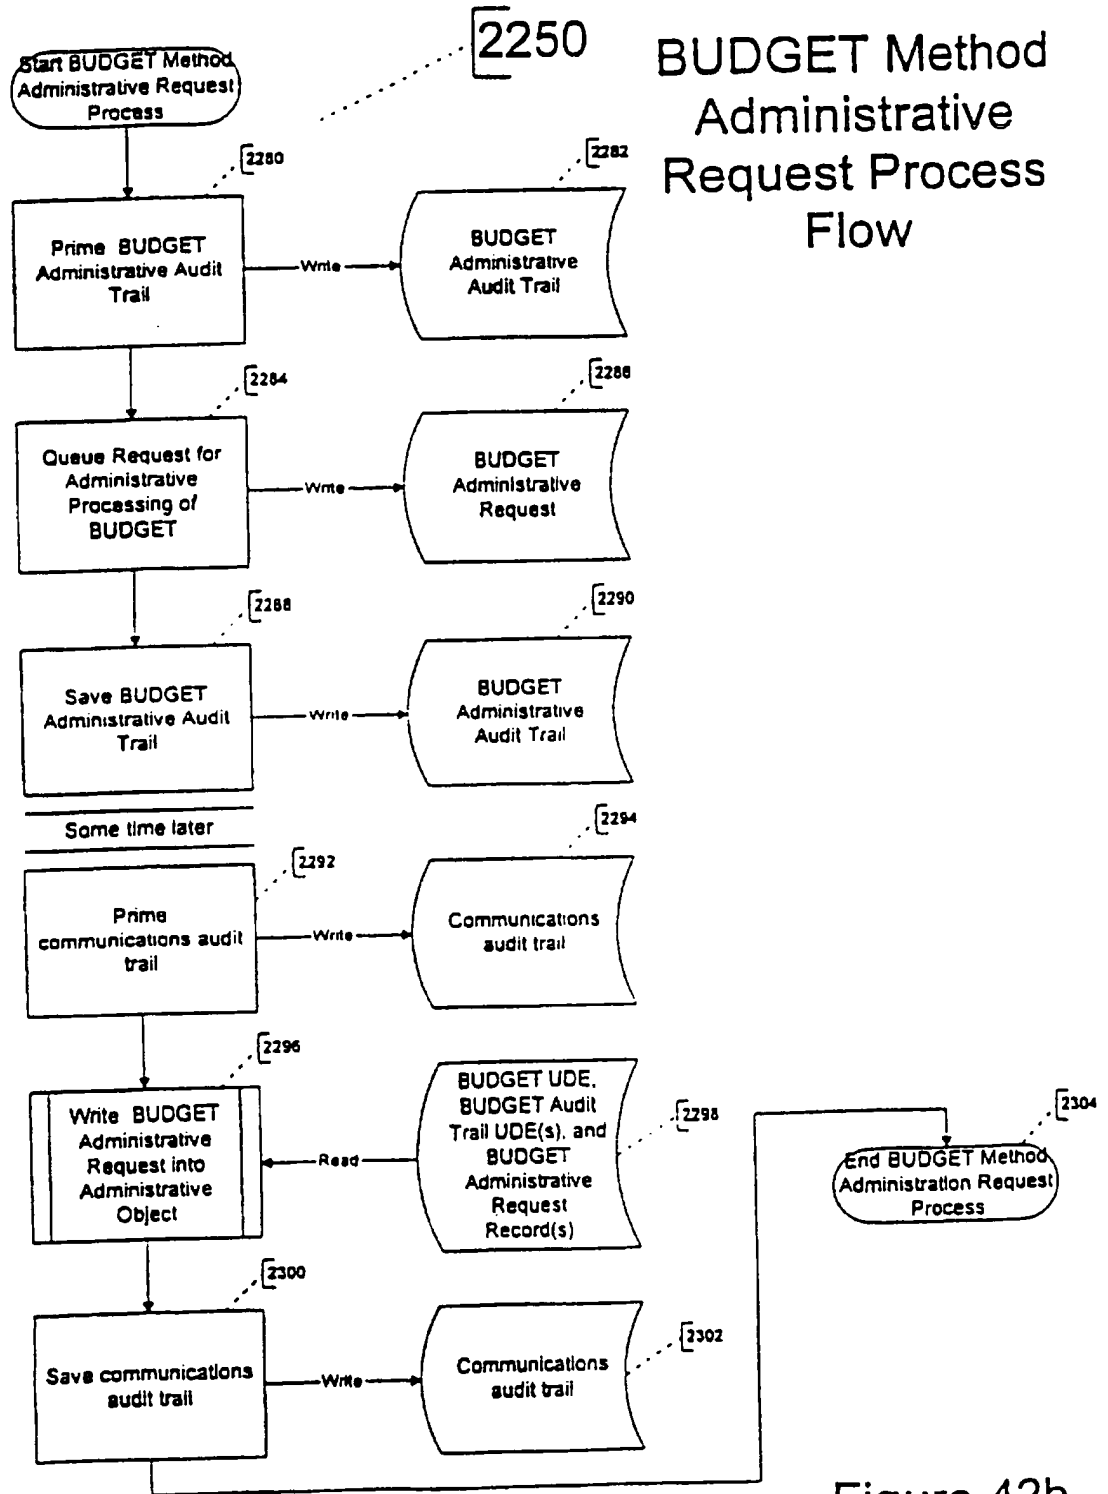 2250
BUDGET Method
Administrative
Request Process
Flow
Start BUDGET Method
Administrative Request
Process
2280
Prime BUDGET
Administrative Audit
Trail
Write
2282
BUDGET
Administrative
Audit Trail
2284
Queue Request for
Administrative
Processing of
BUDGET
Write
2286
BUDGET
Administrative
Request
2288
Save BUDGET
Administrative Audit
Trail
Write
2290
BUDGET
Administrative
Audit Trail
Some time later
2292
Prime
communications audit
trail
Write
2294
Communications
audit trail
2296
Write BUDGET
Administrative
Request into
Administrative
Object
Read
2298
BUDGET UDE,
BUDGET Audit
Trail UDE(s), and
BUDGET
Administrative
Request
Record(s)
2300
Save communications
audit trail
Write
2302
Communications
audit trail
2304
End BUDGET Method
Administration Request
Process
Figure 42b